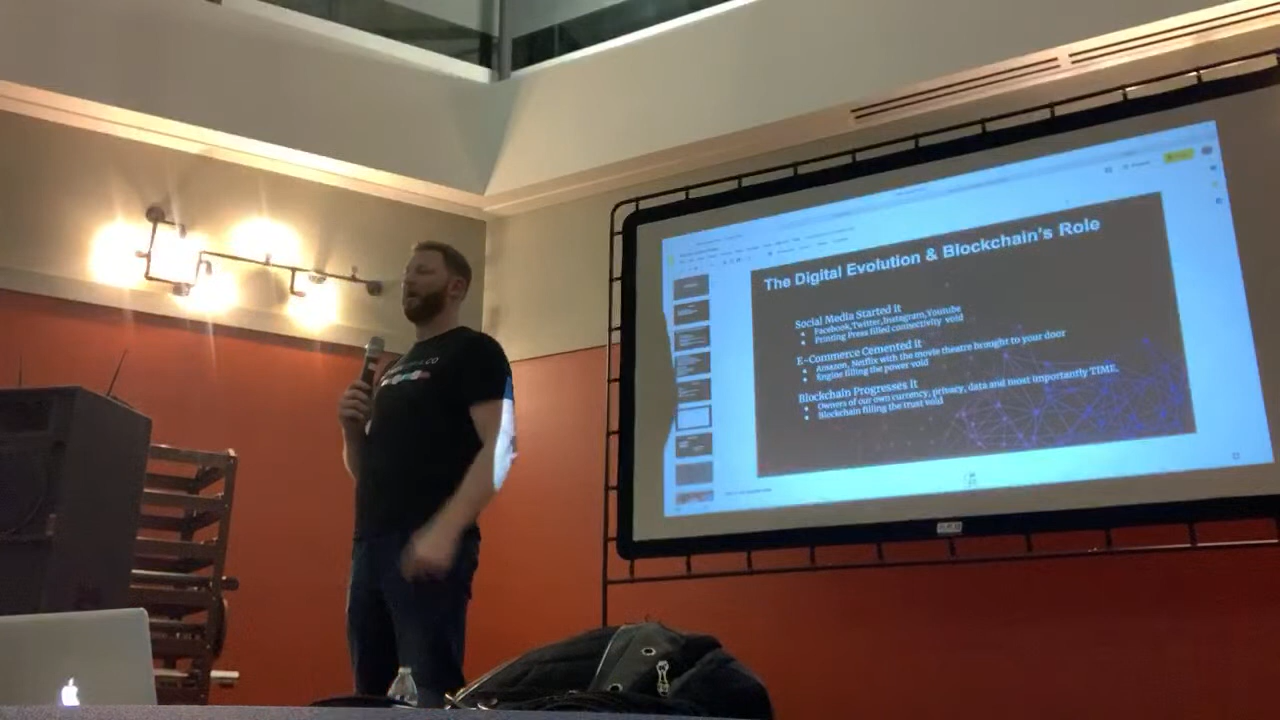 The Digital Evolution & Blockchain's Role
Social Media Started it
Facebook,Twitter,Instagram,Youtube
Printing Press filled connectivity void
E-Commerce Cemented it
Amazon, Netflix with the movie theatre brought to your door
Engine filling the power void
Blockchain Progresses it
Owners of our own currency, privacy, data and most importantly TIME.
Blockchain filling the trust void